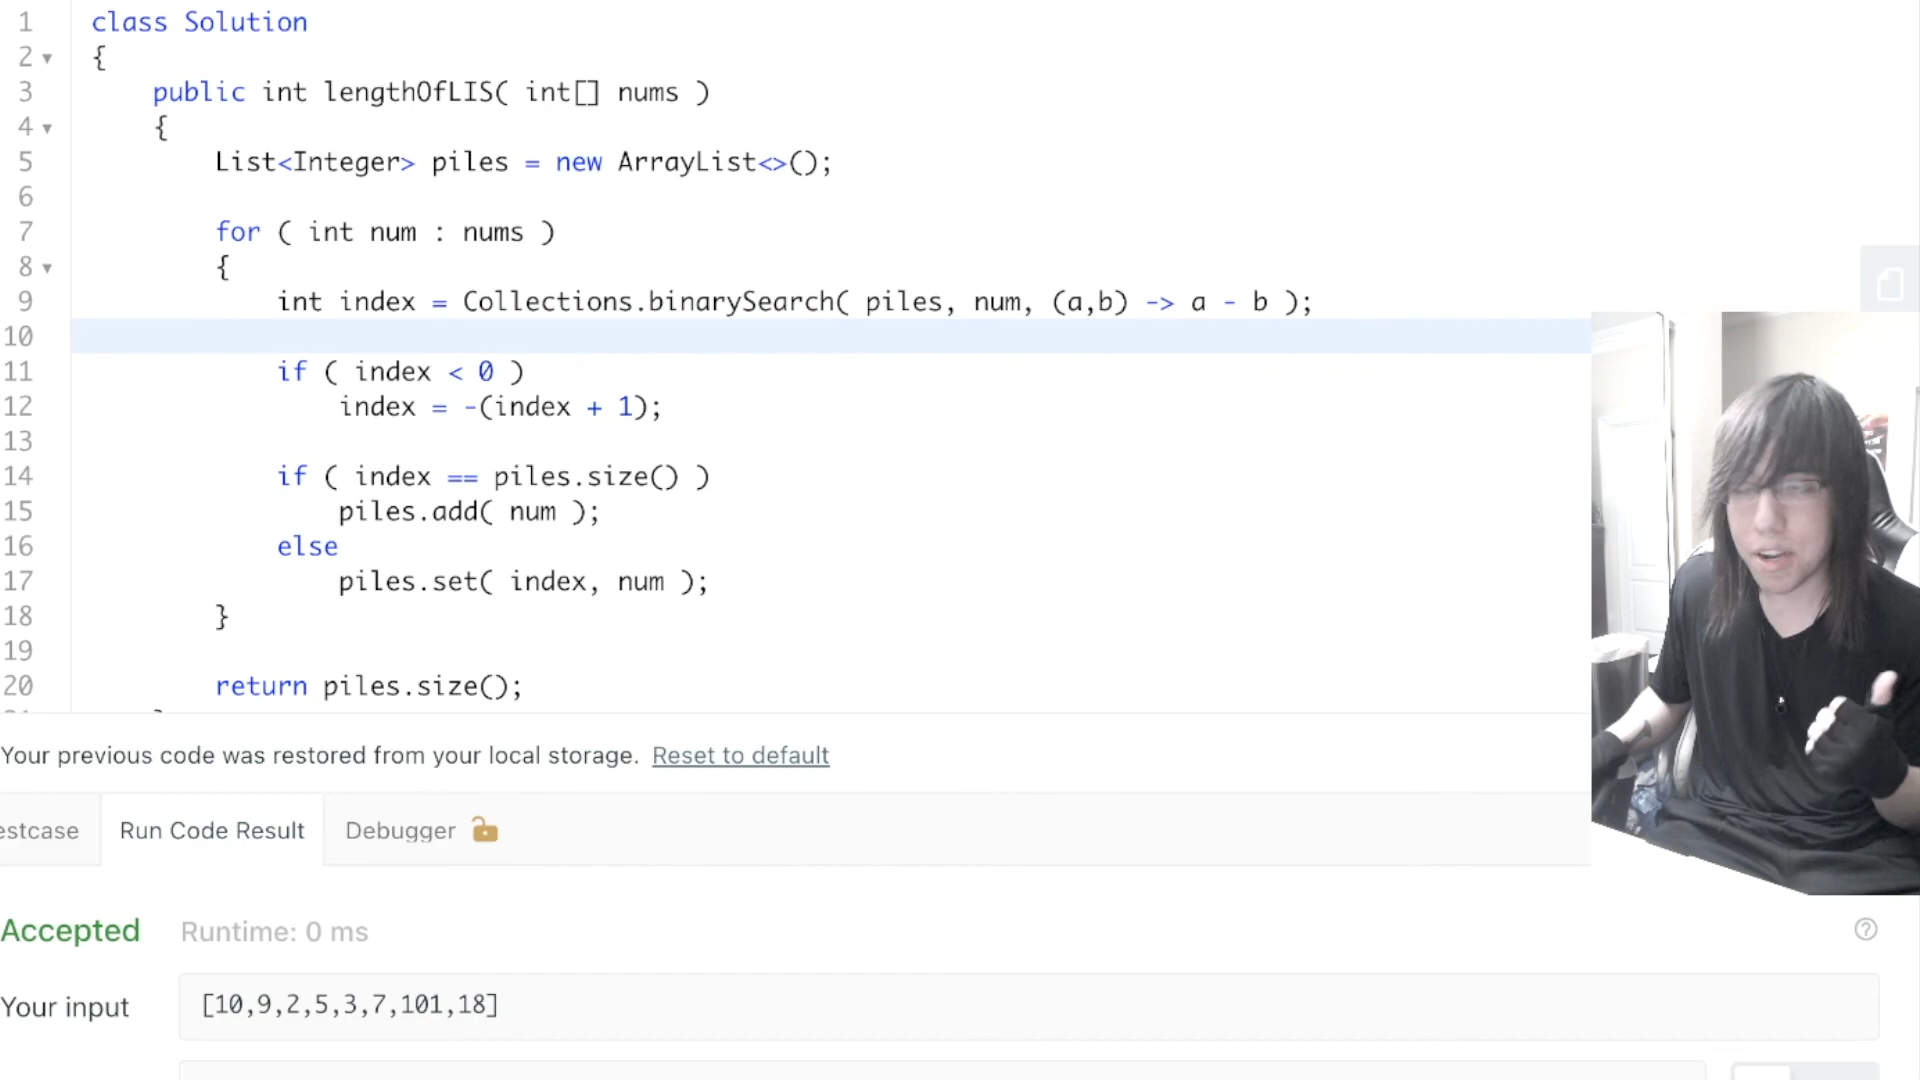 1 class Solution
2 {
3 public int lengthOfLIS( int[] nums )
4 {
5 List<Integer> piles = new ArrayList<>();
6
7 for ( int num : nums )
8 {
9 int index = Collections.binarySearch( piles, num, (a,b) -> a - b );
10
11 if ( index < 0 )
12 index = -(index + 1);
13
14 if ( index == piles.size() )
15 piles.add( num );
16 else
17 piles.set( index, num );
18 }
19
20 return piles.size();
Your previous code was restored from your local storage. Reset to default
estcase Run Code Result Debugger
Accepted Runtime: 0 ms
Your input [10,9,2,5,3,7,101,18]